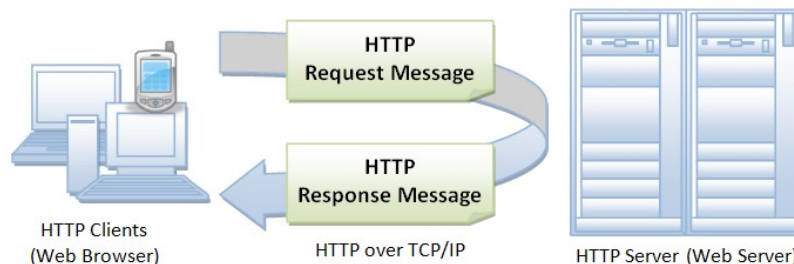 HTTP
Request Message
HTTP
Response Message
HTTP Clients
(Web Browser)
HTTP over TCP/IP
HTTP Server (Web Server)